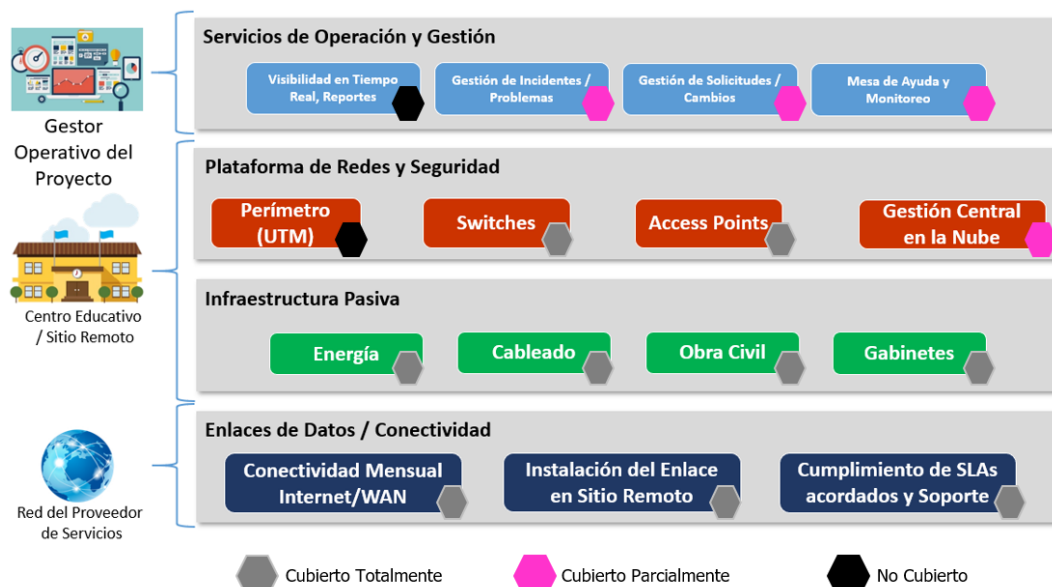 Servicios de Operación y Gestión
Visibilidad en Tiempo
Real, Reportes
Gestión de Incidentes /
Problemas
Gestión de Solicitudes /
Cambios
Mesa de Ayuda y
Monitoreo
Gestor
Operativo del
Proyecto
Plataforma de Redes y Seguridad
Perímetro
(UTM)
Switches
Access Points
Gestión Central
en la Nube
Centro Educativo
/ Sitio Remoto
Infraestructura Pasiva
Energía
Cableado
Obra Civil
Gabinetes
Enlaces de Datos / Conectividad
Conectividad Mensual
Internet/WAN
Instalación del Enlace
en Sitio Remoto
Cumplimiento de SLAs
acordados y Soporte
Red del Proveedor
de Servicios
Cubierto Totalmente
Cubierto Parcialmente
No Cubierto